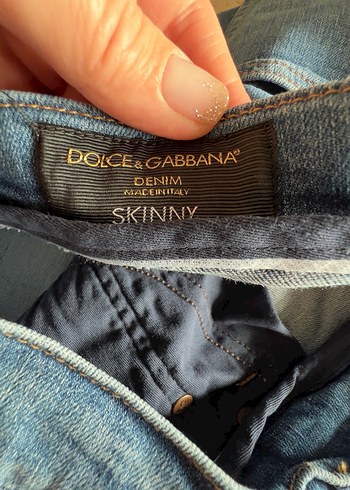 DOLCE & GABBANA
DENIM
MADE IN ITALY
SKINNY